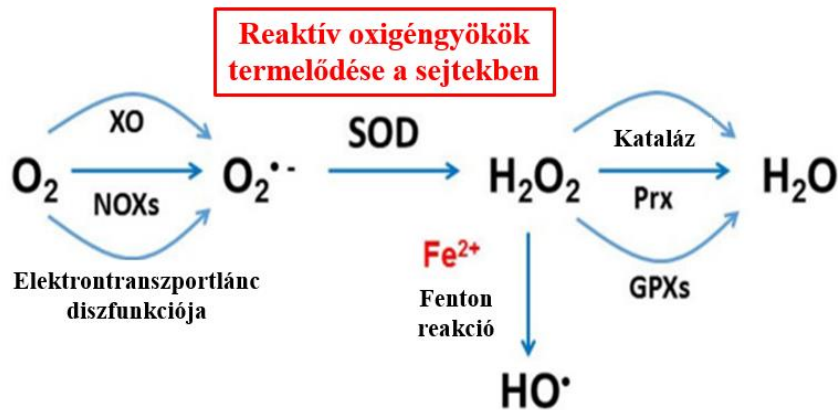 Reaktív oxigéngyökök
termelődése a sejtekben
XO
SOD
Kataláz
O₂
O₂•-
H₂O₂
H₂O
NOXs
Prx
Elektrontranszportlánc
diszfunkciója
Fe²⁺
Fenton
reakció
GPXs
HO•